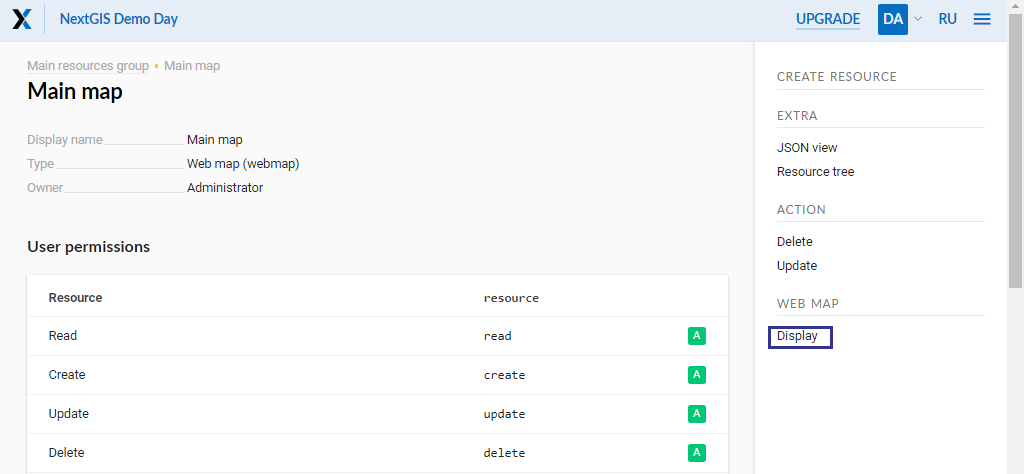 NextGIS Demo Day
UPGRADE DA RU
Main resources group • Main map
Main map
Display name Main map
Type Web map (webmap)
Owner Administrator
User permissions
Resource resource
Read read A
Create create A
Update update A
Delete delete A
CREATE RESOURCE
EXTRA
JSON view
Resource tree
ACTION
Delete
Update
WEB MAP
Display